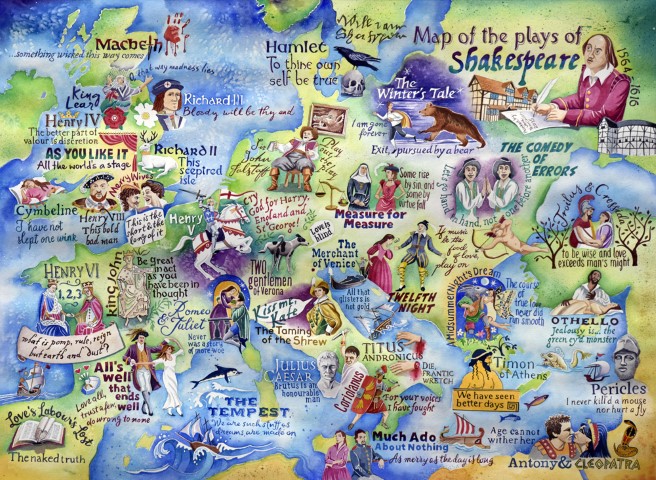 William
Map of the plays of
Shakespeare
1564 - 1616
Macbeth
...something wicked this way comes
Hamlet
To thine own
self be true
O, that way madness lies
King
Lear
Richard III
Bloody will be thy end
The
Winter's Tale
I am gone
forever
Exit, pursued by a bear
Henry IV
The better part of
valour is discretion
Sir
John
Falstaff
Play
out
the
play
AS YOU LIKE IT
All the world's a stage
Richard II
This
sceptred
isle
THE COMEDY
OF
ERRORS
Let's go hand in hand, not
one before another
Some rise
by sin, and
some by
virtue fall
Measure for
Measure
Merry Wives
This is the
short & the
long of it
Cymbeline
I have not
slept one wink
Henry VIII
This bold
bad man
Henry
V
Cry
God for Harry,
England and
St. George!
Love is
blind
The
Merchant
of Venice
All that
glisters is
not gold
If music
be the
food
of love,
play on
TWELFTH
NIGHT
Troilus & Cressida
to be wise and love
exceeds man's might
HENRY VI
1,2,3
What is pomp, rule, reign
but earth and dust?
King John
Be great
in act
as you
have been in
thought
TWO
gentlemen
of Verona
Romeo
& Juliet
Never was a
story of
more woe
Kiss me
Kate
The Taming
of the
Shrew
Midsummer Night's Dream
The course
of true
love never
did run
smooth
OTHELLO
Jealousy is... the
green ey'd monster
All's
well
that
ends
well
Love all,
trust a few,
do wrong to none
JULIUS
CAESAR
Brutus is an
honourable
man
Coriolanus
For your voices
I have fought
TITUS
ANDRONICUS
DIE,
FRANTIC
WRETCH
Timon
of Athens
We have seen
better days
Pericles
I never kill'd a mouse
nor hurt a fly
THE
TEMPEST
We are such stuff as
dreams are made on
Love's Labour's Lost
The naked truth
Much Ado
About Nothing
As merry as the day is long
Age cannot
wither her
Antony &
CLEOPATRA